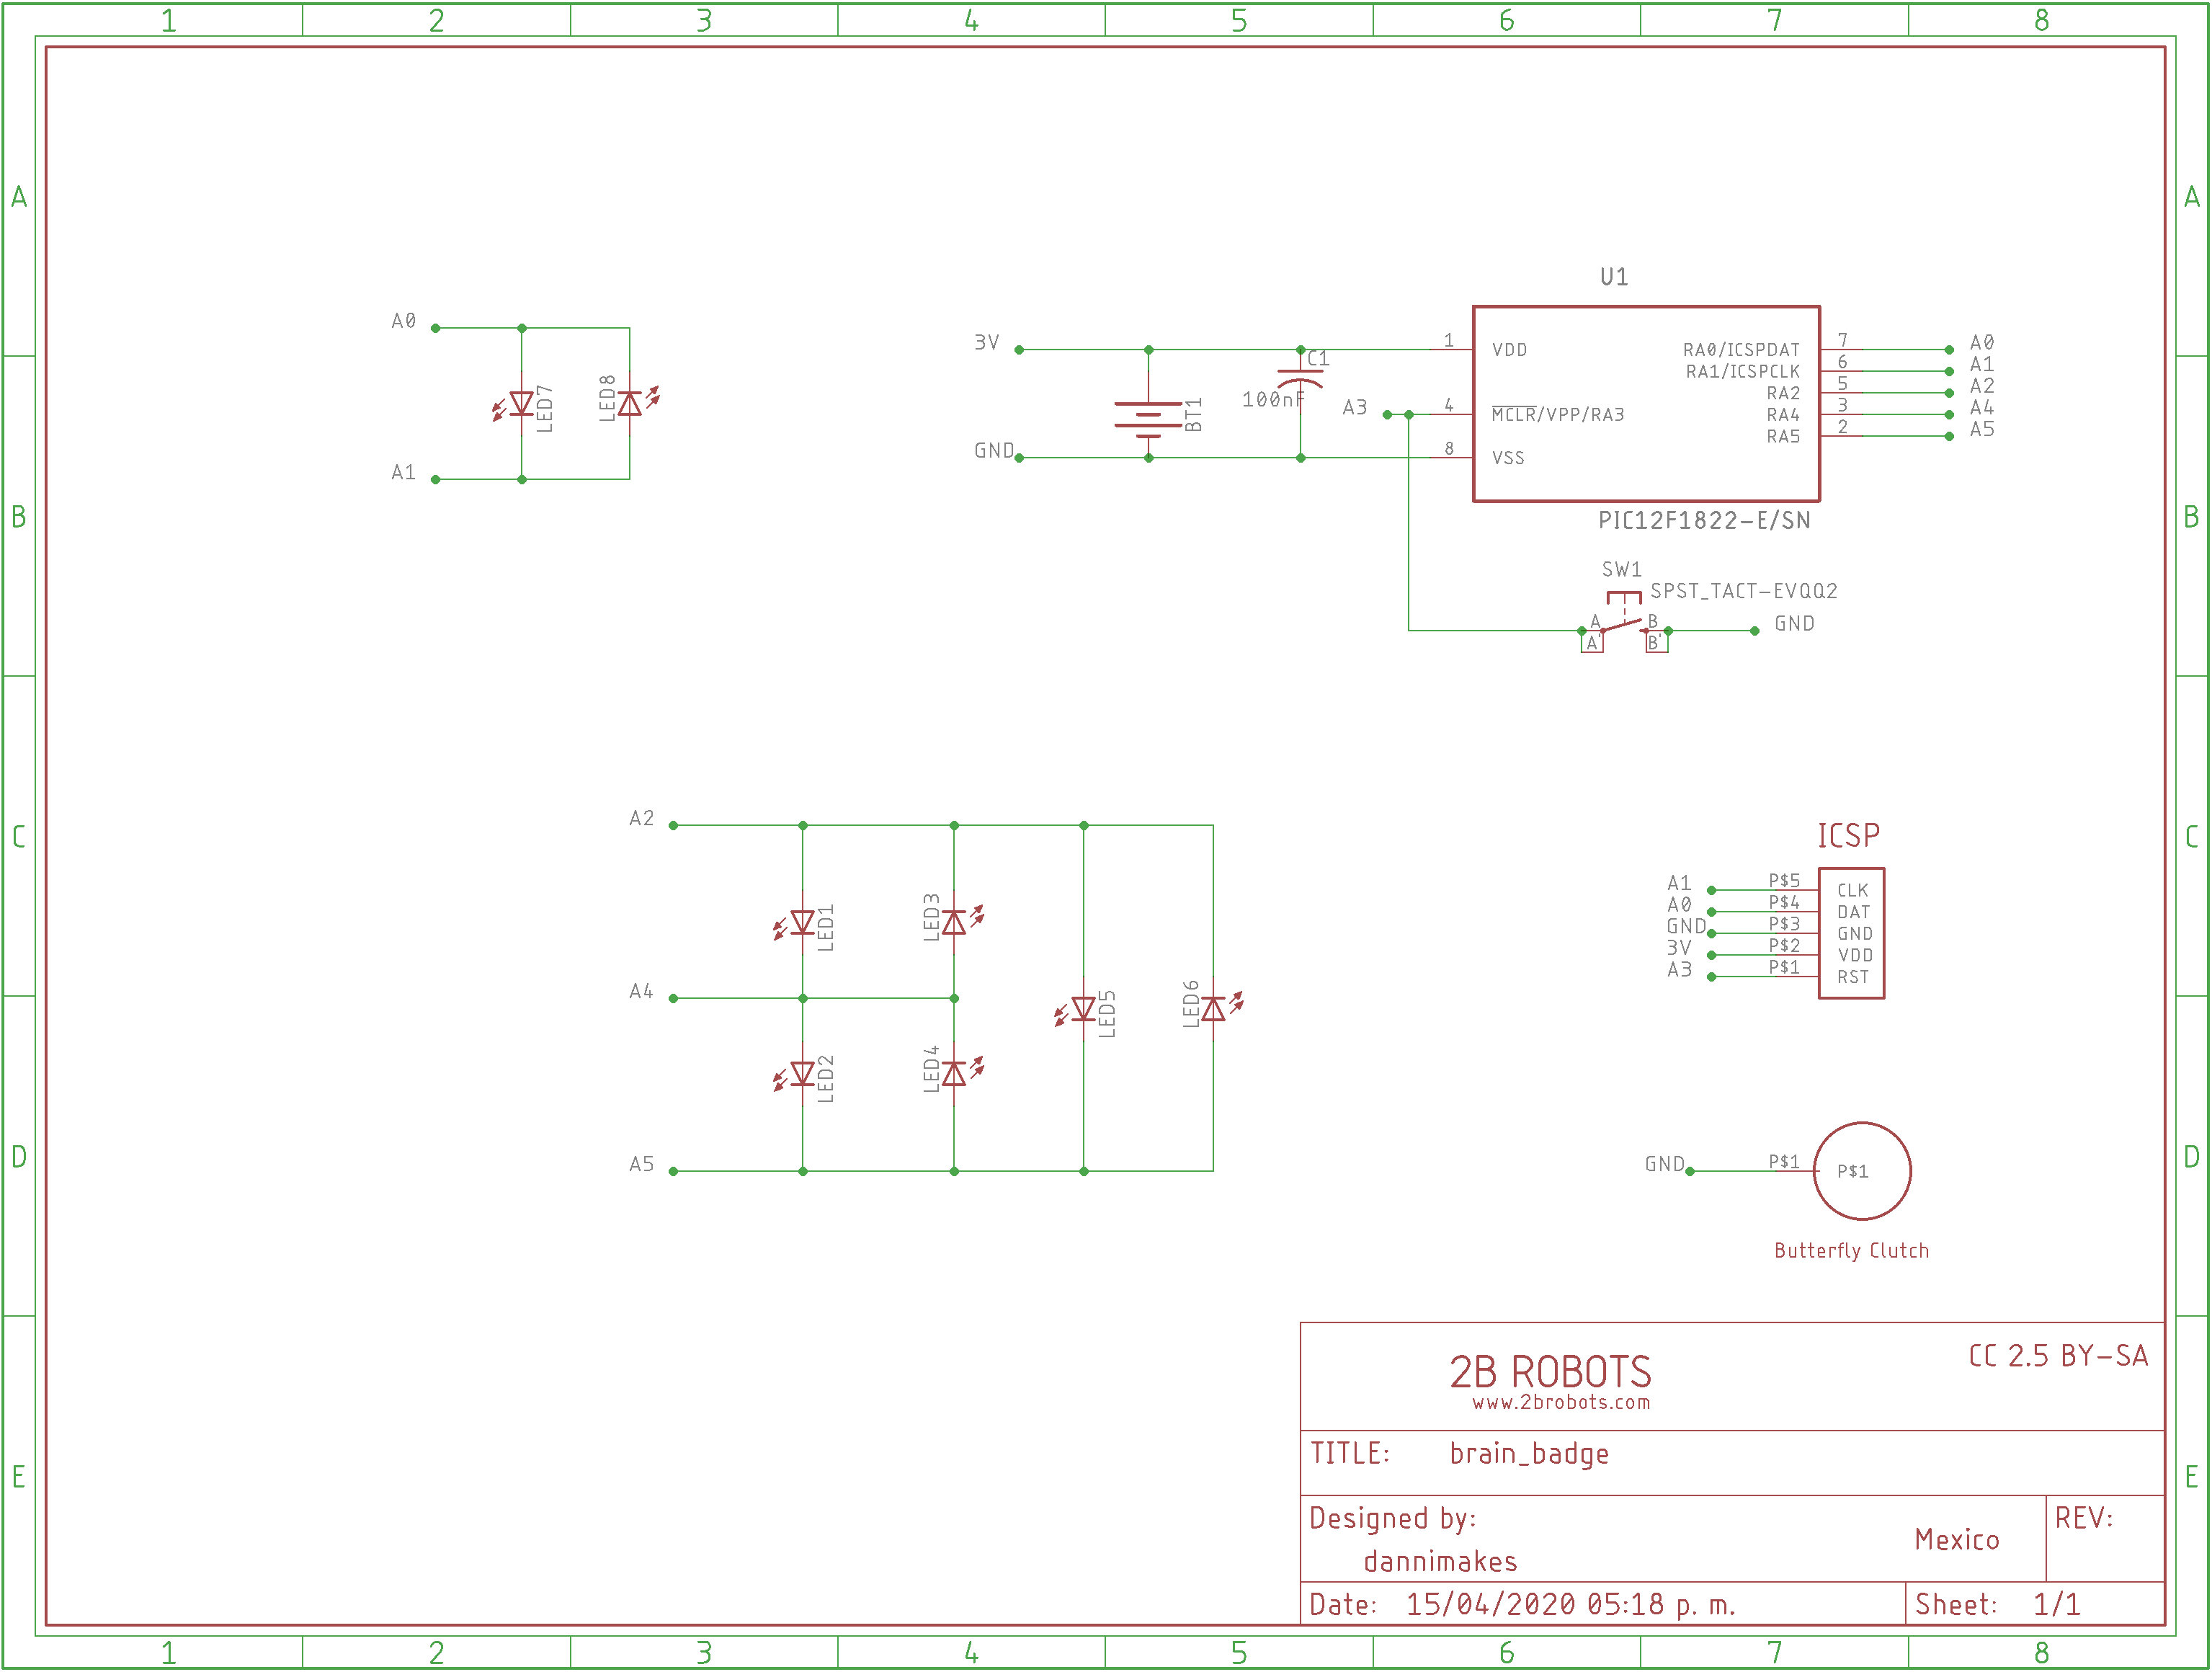 1 2 3 4 5 6 7 8
A A
U1
A0
3V
1 VDD
RA0/ICSPDAT 7 A0
C1
RA1/ICSPCLK 6 A1
LED7
LED8
100nF
BT1
RA2 5 A2
A3
4 MCLR/VPP/RA3
RA4 3 A4
RA5 2 A5
GND
8 VSS
A1
B B
PIC12F1822-E/SN
SW1
SPST_TACT-EVQQ2
A B
A' B'
GND
A2
C C
ICSP
A1 P$5 CLK
A0 P$4 DAT
GND P$3 GND
3V P$2 VDD
A3 P$1 RST
LED1
LED3
A4
LED5
LED6
LED2
LED4
A5
D D
GND P$1 P$1
Butterfly Clutch
2B ROBOTS
CC 2.5 BY-SA
www.2brobots.com
TITLE: brain_badge
E E
Designed by:
dannimakes
Mexico
REV:
Date: 15/04/2020 05:18 p. m.
Sheet: 1/1
1 2 3 4 5 6 7 8